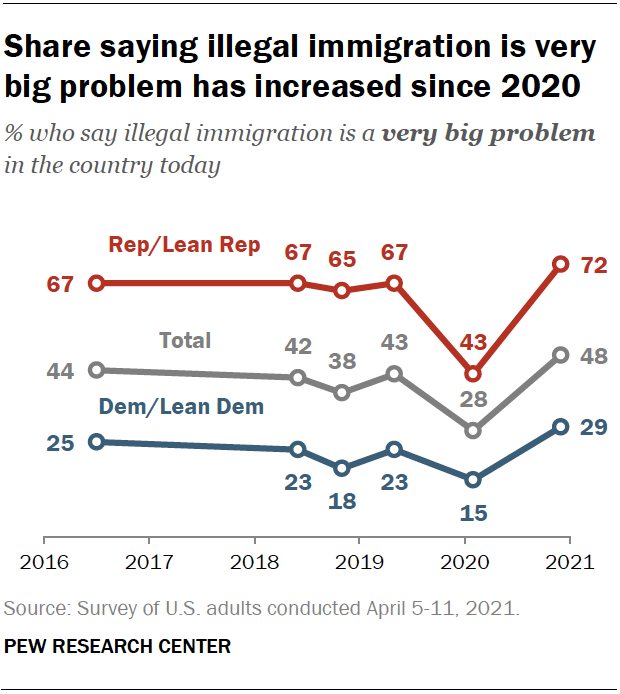 Share saying illegal immigration is very
big problem has increased since 2020
% who say illegal immigration is a very big problem
in the country today
Rep/Lean Rep
67 67 65 67 43 72
Total
44 42 38 43 28 48
Dem/Lean Dem
25 23 18 23 15 29
2016 2017 2018 2019 2020 2021
Source: Survey of U.S. adults conducted April 5-11, 2021.
PEW RESEARCH CENTER